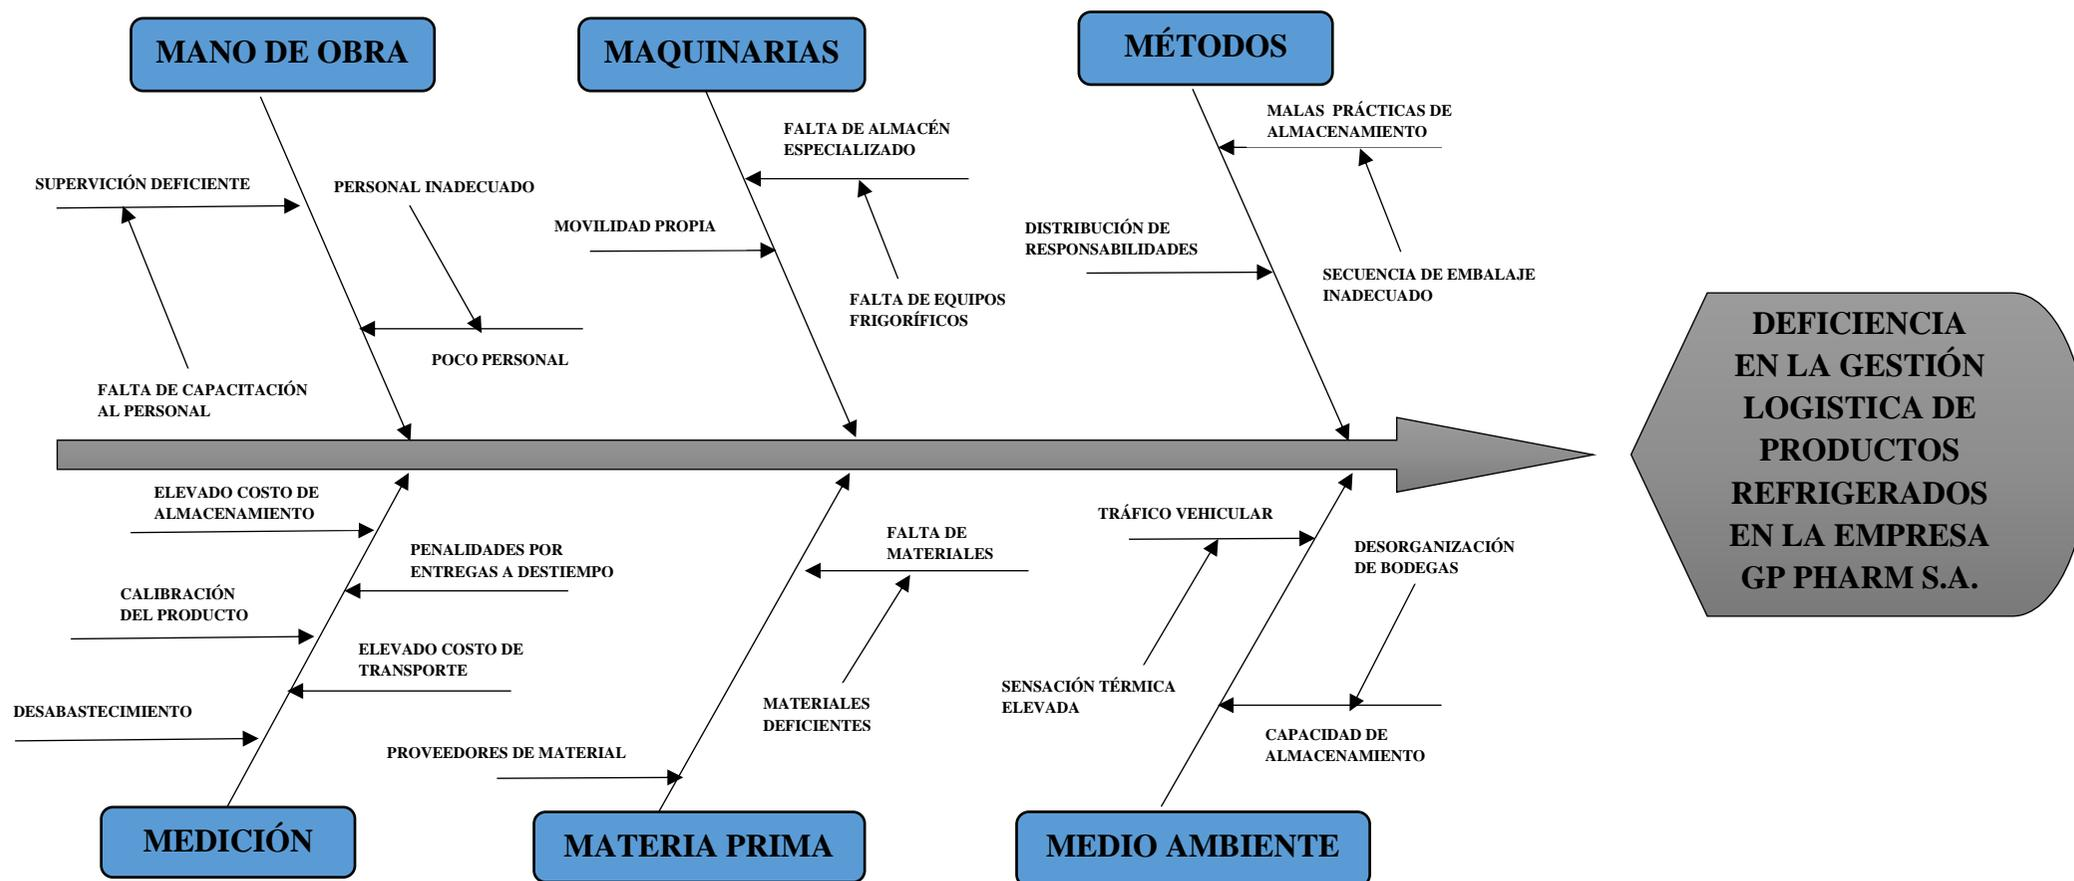 MANO DE OBRA
MAQUINARIAS
MÉTODOS
SUPERVICIÓN DEFICIENTE
FALTA DE CAPACITACIÓN
AL PERSONAL
PERSONAL INADECUADO
POCO PERSONAL
FALTA DE ALMACÉN
ESPECIALIZADO
MOVILIDAD PROPIA
FALTA DE EQUIPOS
FRIGORÍFICOS
MALAS PRÁCTICAS DE
ALMACENAMIENTO
DISTRIBUCIÓN DE
RESPONSABILIDADES
SECUENCIA DE EMBALAJE
INADECUADO
DEFICIENCIA
EN LA GESTIÓN
LOGISTICA DE
PRODUCTOS
REFRIGERADOS
EN LA EMPRESA
GP PHARM S.A.
ELEVADO COSTO DE
ALMACENAMIENTO
PENALIDADES POR
ENTREGAS A DESTIEMPO
CALIBRACIÓN
DEL PRODUCTO
ELEVADO COSTO DE
TRANSPORTE
DESABASTECIMIENTO
FALTA DE
MATERIALES
MATERIALES
DEFICIENTES
PROVEEDORES DE MATERIAL
TRÁFICO VEHICULAR
SENSACIÓN TÉRMICA
ELEVADA
DESORGANIZACIÓN
DE BODEGAS
CAPACIDAD DE
ALMACENAMIENTO
MEDICIÓN
MATERIA PRIMA
MEDIO AMBIENTE